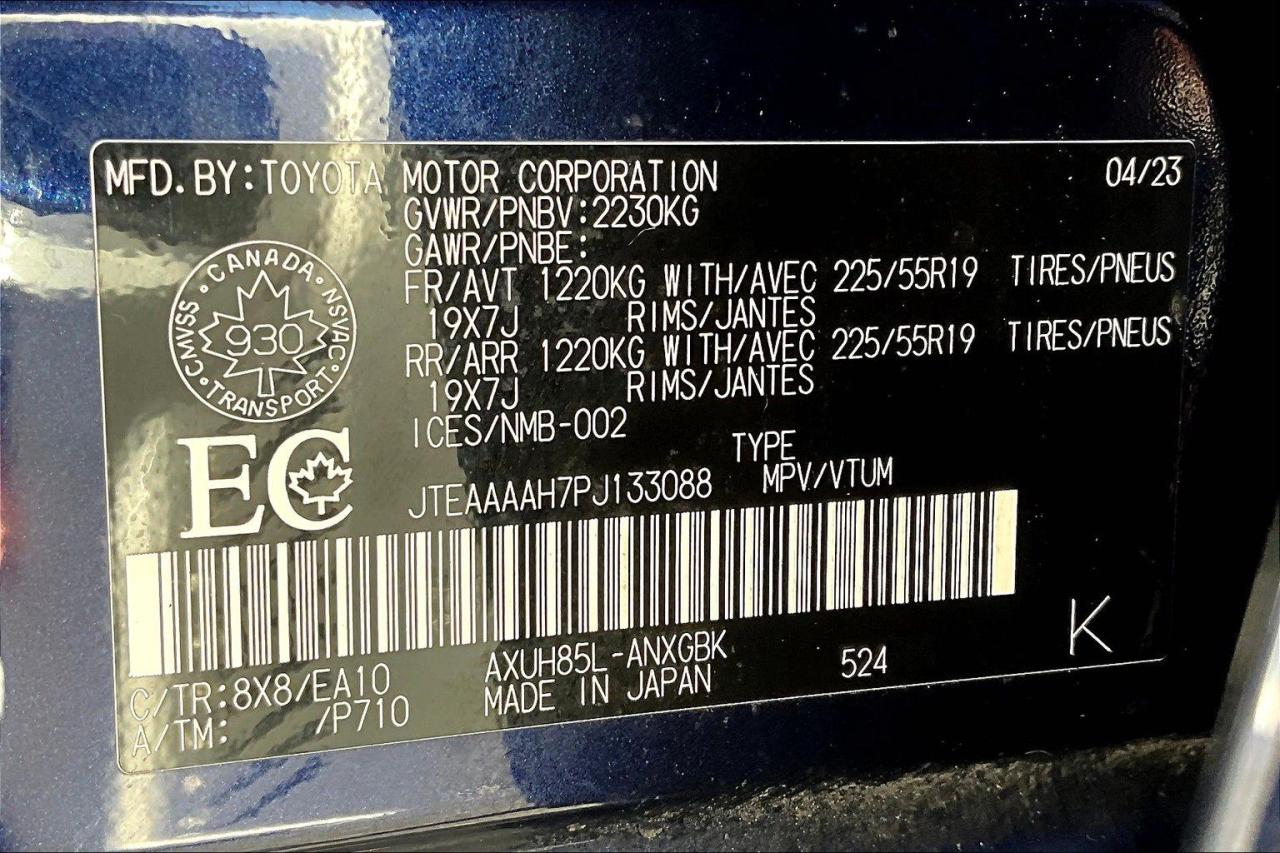 MFD. BY: TOYOTA MOTOR CORPORATION 04/23
GVWR/PNBV: 2230KG
GAWR/PNBE:
FR/AVT 1220KG WITH/AVEC 225/55R19 TIRES/PNEUS
19X7J RIMS/JANTES
RR/ARR 1220KG WITH/AVEC 225/55R19 TIRES/PNEUS
19X7J RIMS/JANTES
ICES/NMB-002
CANADA · NSVAC · TRANSPORT · CMVSS ·
930
EC
TYPE
JTEAAAAH7PJ133088 MPV/VTUM
K
C/TR: 8X8/EA10 AXUH85L-ANXGBK 524
A/TM: /P710 MADE IN JAPAN